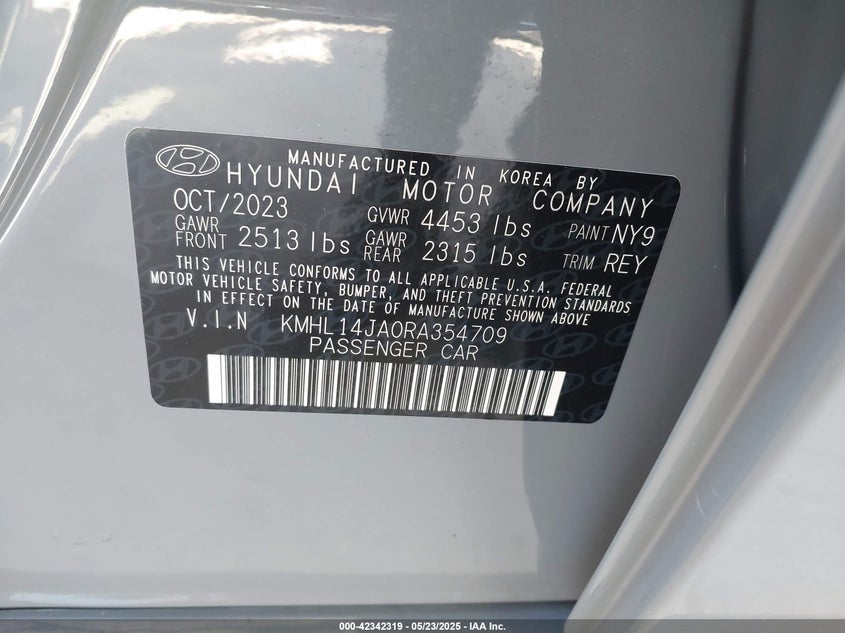 MANUFACTURED IN KOREA BY
HYUNDAI MOTOR COMPANY
OCT/2023 GVWR 4453 lbs PAINT NY9
GAWR FRONT 2513 lbs GAWR REAR 2315 lbs TRIM REY
THIS VEHICLE CONFORMS TO ALL APPLICABLE U.S.A. FEDERAL
MOTOR VEHICLE SAFETY, BUMPER, AND THEFT PREVENTION STANDARDS
IN EFFECT ON THE DATE OF MANUFACTURE SHOWN ABOVE
V.I.N KMHL14JA0RA354709
PASSENGER CAR
000-42342319 | 05/23/2025 - IAA Inc.